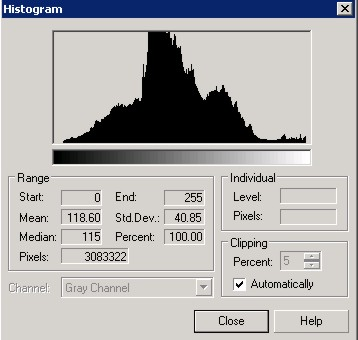 Histogram
Range
Start: 0 End: 255
Mean: 118.60 Std.Dev.: 40.85
Median: 115 Percent: 100.00
Pixels: 3083322
Individual
Level:
Pixels:
Clipping
Percent: 5
Automatically
Channel: Gray Channel
Close Help